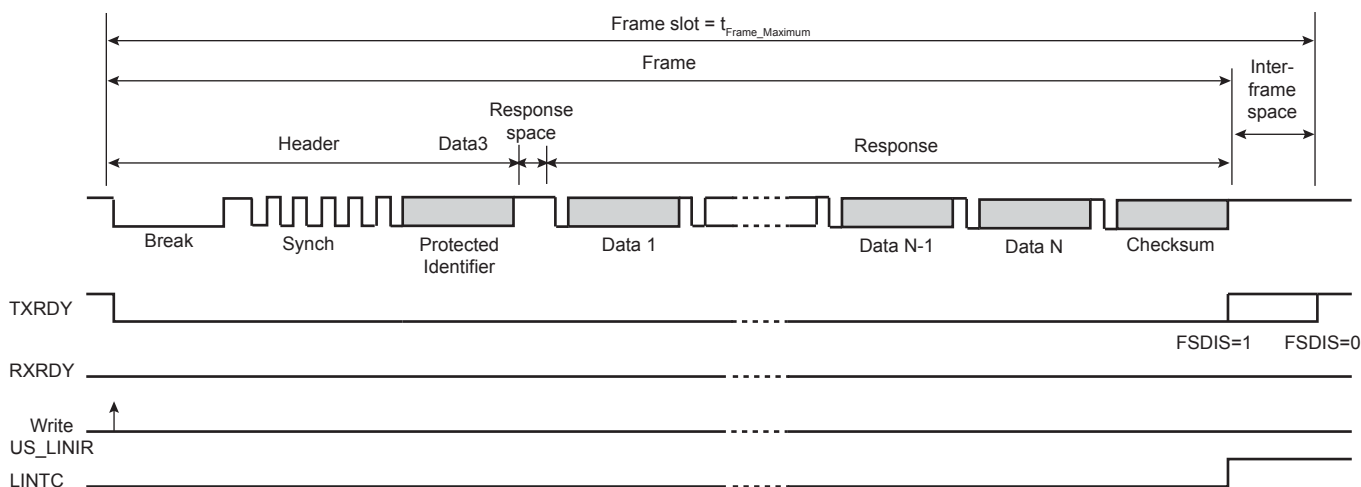 Frame slot = tFrame_Maximum
Frame
Inter-
frame
space
Response
space
Header
Data3
Response
Break
Synch
Protected
Identifier
Data 1
Data N-1
Data N
Checksum
TXRDY
FSDIS=1
FSDIS=0
RXRDY
Write
US_LINIR
LINTC